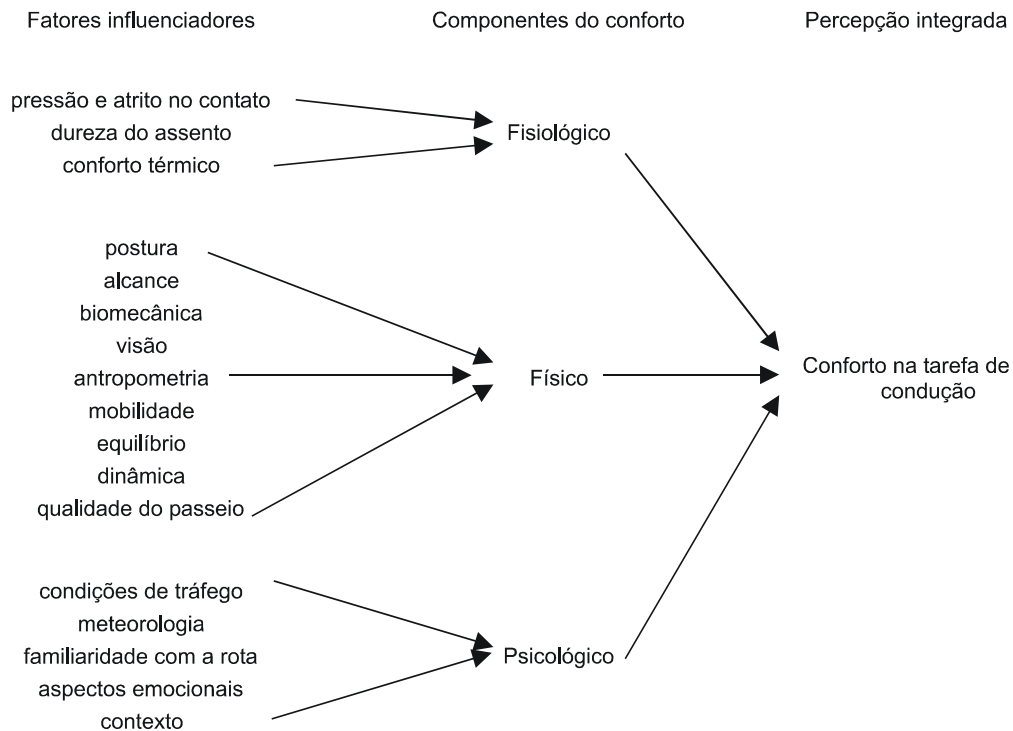 Fatores influenciadores
Componentes do conforto
Percepção integrada
pressão e atrito no contato
dureza do assento
conforto térmico
Fisiológico
postura
alcance
biomecânica
visão
antropometria
mobilidade
equilíbrio
dinâmica
qualidade do passeio
Físico
Conforto na tarefa de
condução
condições de tráfego
meteorologia
familiaridade com a rota
aspectos emocionais
contexto
Psicológico